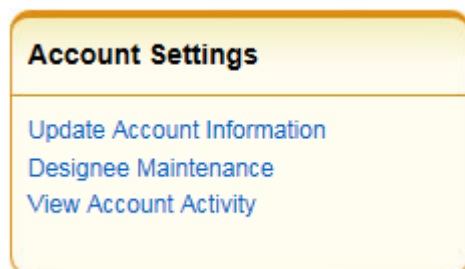 Account Settings
Update Account Information
Designee Maintenance
View Account Activity